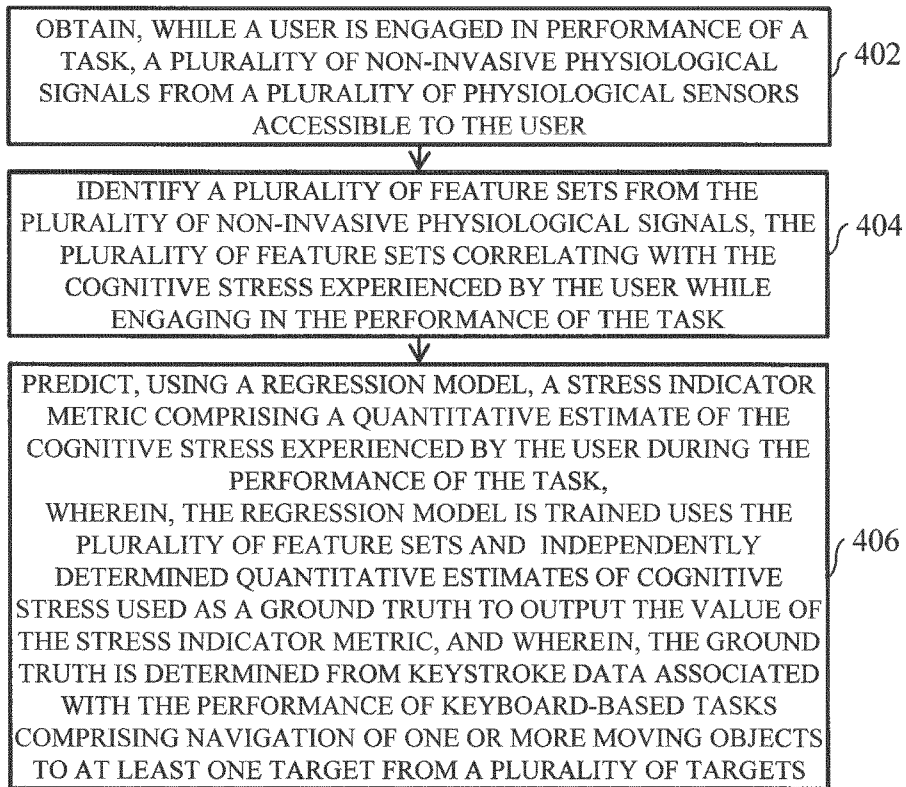 OBTAIN, WHILE A USER IS ENGAGED IN PERFORMANCE OF A
TASK, A PLURALITY OF NON-INVASIVE PHYSIOLOGICAL
SIGNALS FROM A PLURALITY OF PHYSIOLOGICAL SENSORS
ACCESSIBLE TO THE USER
402
IDENTIFY A PLURALITY OF FEATURE SETS FROM THE
PLURALITY OF NON-INVASIVE PHYSIOLOGICAL SIGNALS, THE
PLURALITY OF FEATURE SETS CORRELATING WITH THE
COGNITIVE STRESS EXPERIENCED BY THE USER WHILE
ENGAGING IN THE PERFORMANCE OF THE TASK
404
PREDICT, USING A REGRESSION MODEL, A STRESS INDICATOR
METRIC COMPRISING A QUANTITATIVE ESTIMATE OF THE
COGNITIVE STRESS EXPERIENCED BY THE USER DURING THE
PERFORMANCE OF THE TASK,
WHEREIN, THE REGRESSION MODEL IS TRAINED USES THE
PLURALITY OF FEATURE SETS AND INDEPENDENTLY
DETERMINED QUANTITATIVE ESTIMATES OF COGNITIVE
STRESS USED AS A GROUND TRUTH TO OUTPUT THE VALUE OF
THE STRESS INDICATOR METRIC, AND WHEREIN, THE GROUND
TRUTH IS DETERMINED FROM KEYSTROKE DATA ASSOCIATED
WITH THE PERFORMANCE OF KEYBOARD-BASED TASKS
COMPRISING NAVIGATION OF ONE OR MORE MOVING OBJECTS
TO AT LEAST ONE TARGET FROM A PLURALITY OF TARGETS
406